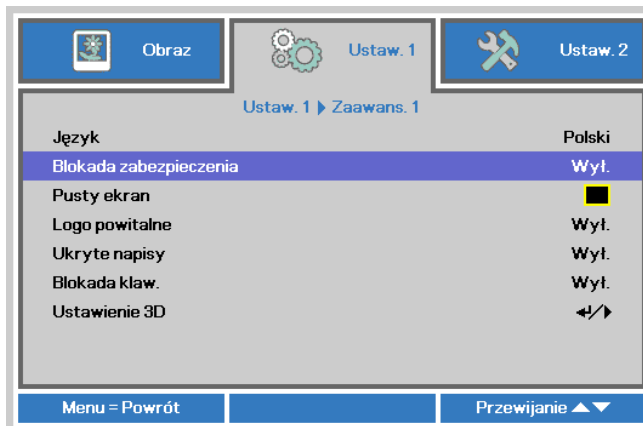 Obraz
Ustaw. 1
Ustaw. 2
Ustaw. 1 Zaawans. 1
Język Polski
Blokada zabezpieczenia Wył.
Pusty ekran
Logo powitalne Wył.
Ukryte napisy Wył.
Blokada klaw. Wył.
Ustawienie 3D
Menu = Powrót
Przewijanie